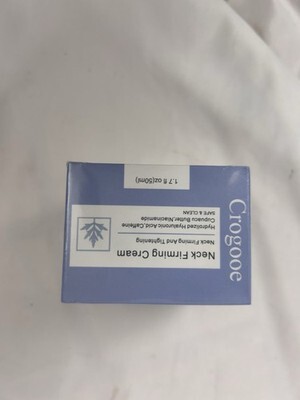 Crogooe
Neck Firming Cream
Neck Firming And Tightening
Hydrolized Hyaluronic Acid,Caffeine
Cupuacu Butter,Niacinamide
SAFE & CLEAN
1.7 fl oz(50ml)